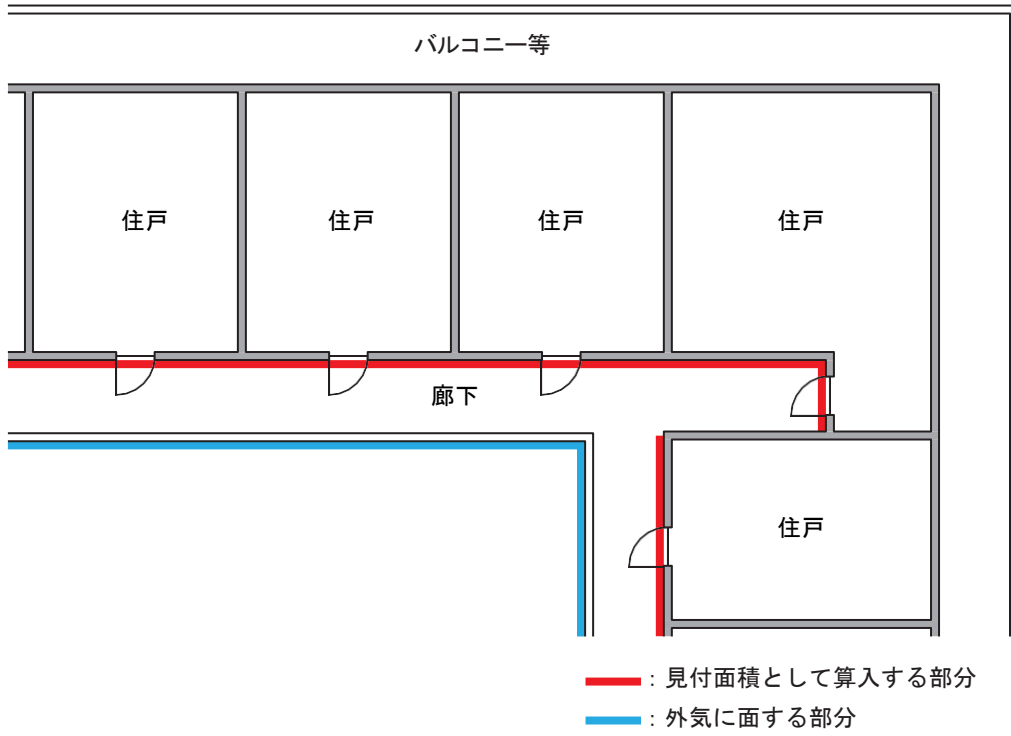 バルコニー等
住戸
住戸
住戸
住戸
廊下
住戸
：見付面積として算入する部分
：外気に面する部分